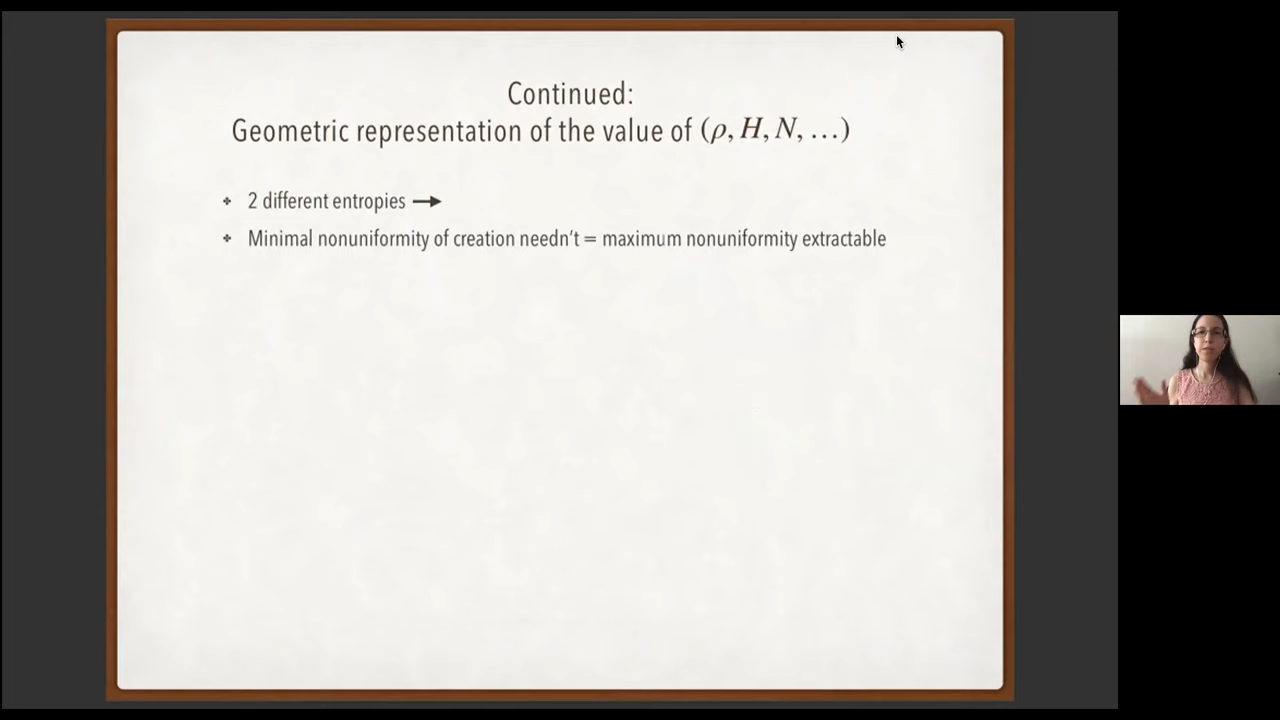 Continued:
Geometric representation of the value of (ρ, H, N, …)
2 different entropies →
Minimal nonuniformity of creation needn't = maximum nonuniformity extractable